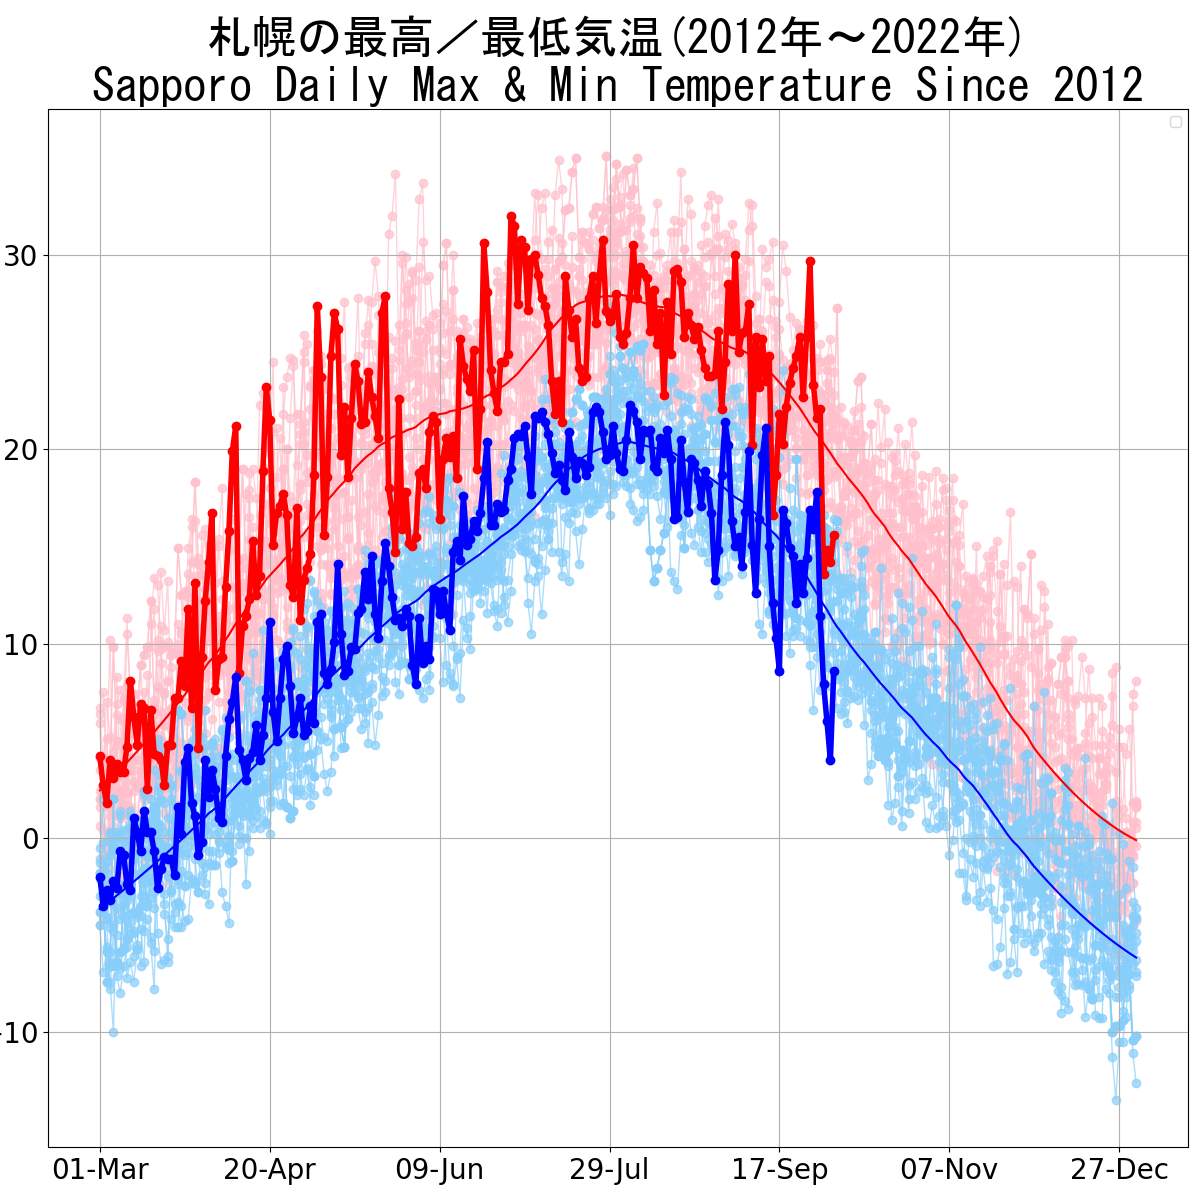 札幌の最高／最低気温(2012年～2022年)
Sapporo Daily Max & Min Temperature Since 2012
30
20
10
0
10
01-Mar 20-Apr 09-Jun 29-Jul 17-Sep 07-Nov 27-Dec